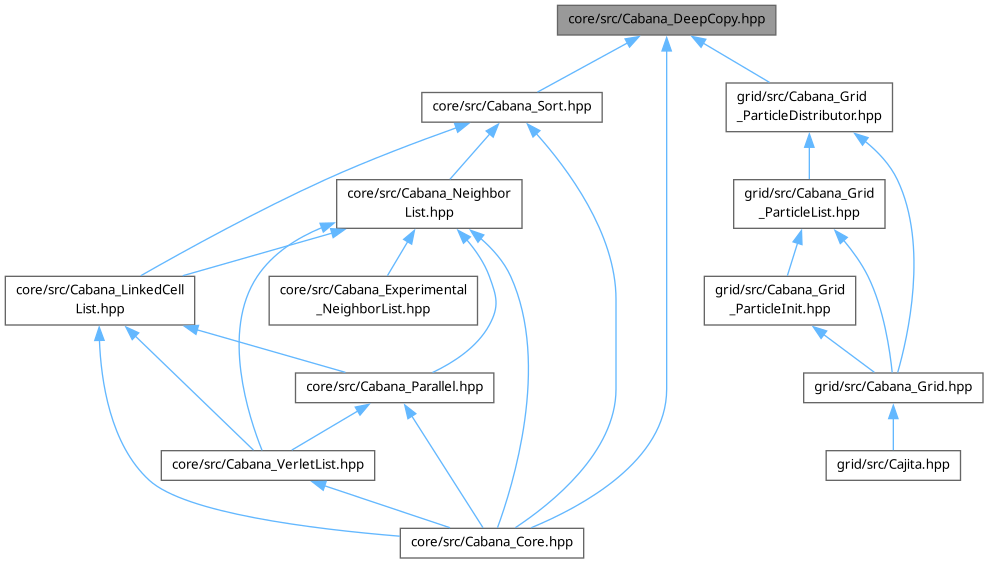 core/src/Cabana_DeepCopy.hpp
core/src/Cabana_Sort.hpp
grid/src/Cabana_Grid
_ParticleDistributor.hpp
core/src/Cabana_Neighbor
List.hpp
grid/src/Cabana_Grid
_ParticleList.hpp
core/src/Cabana_LinkedCell
List.hpp
core/src/Cabana_Experimental
_NeighborList.hpp
grid/src/Cabana_Grid
_ParticleInit.hpp
core/src/Cabana_Parallel.hpp
grid/src/Cabana_Grid.hpp
core/src/Cabana_VerletList.hpp
grid/src/Cajita.hpp
core/src/Cabana_Core.hpp